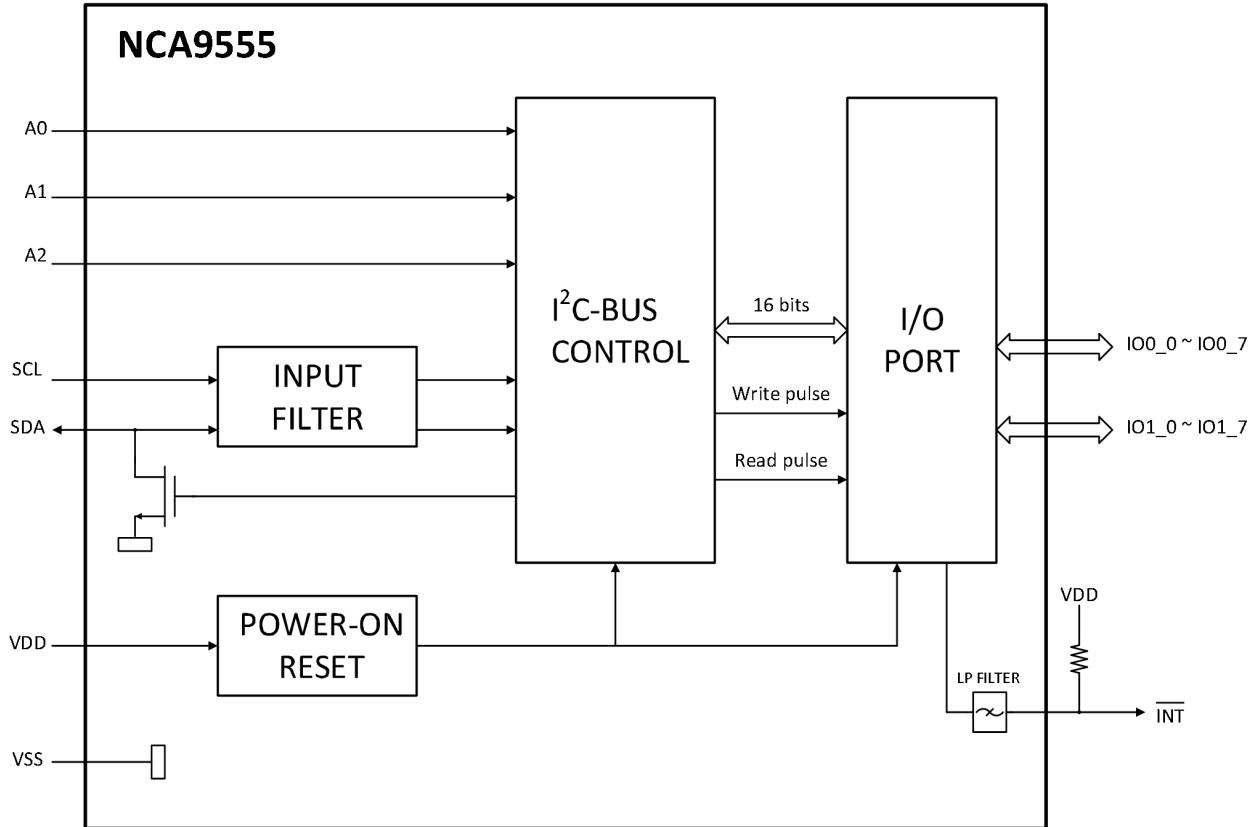 NCA9555
A0
A1
A2
SCL
SDA
INPUT
FILTER
I²C-BUS
CONTROL
16 bits
Write pulse
Read pulse
I/O
PORT
IO0_0 ~ IO0_7
IO1_0 ~ IO1_7
VDD
POWER-ON
RESET
VDD
LP FILTER
INT
VSS